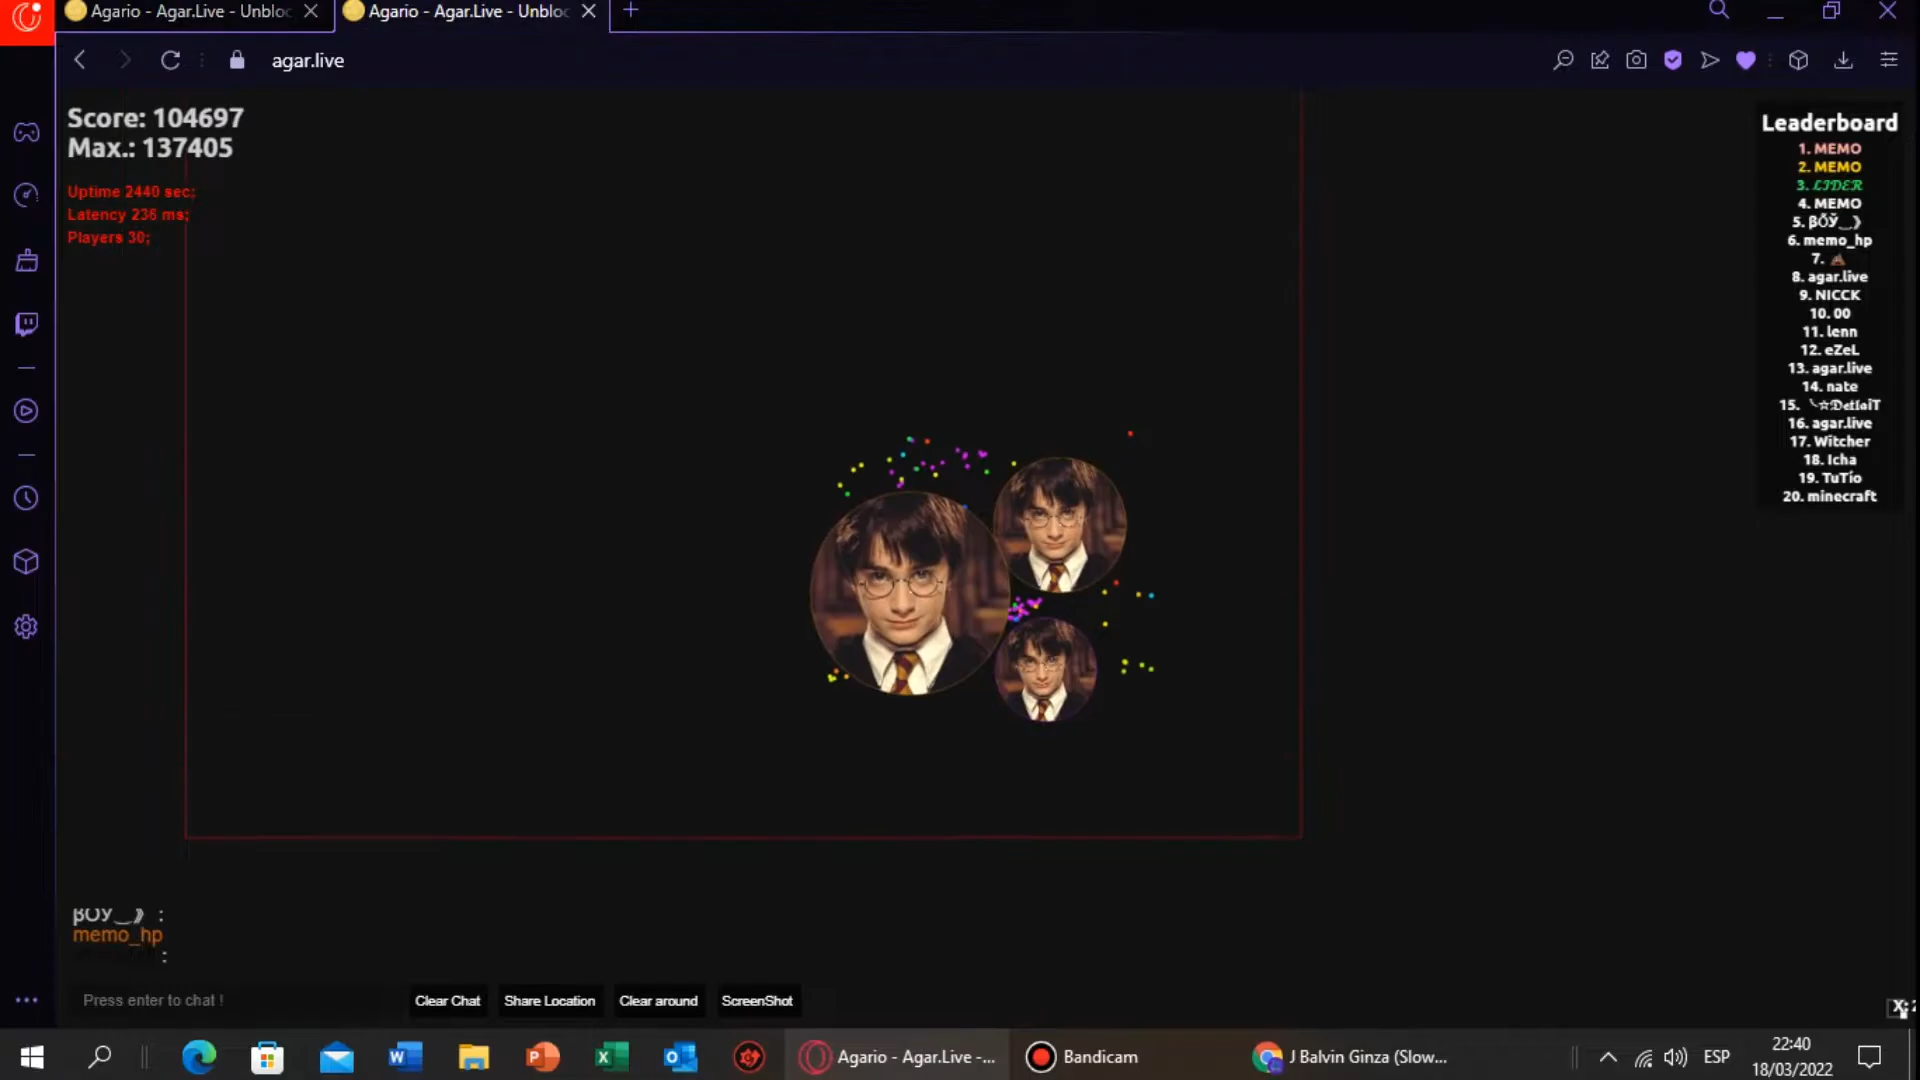 Agario - Agar.Live - Unbloc
Agario - Agar.Live - Unbloc
agar.live
Score: 104697
Max.: 137405
Uptime 2440 sec;
Latency 236 ms;
Players 30;
Leaderboard
1. MEMO
2. MEMO
3. ℒℐ𝒟ℰℛ
4. MEMO
5. βÕЎ‿》
6. memo_hp
7.
8. agar.live
9. NICCK
10. 00
11. lenn
12. eZeL
13. agar.live
14. nate
15.
16. agar.live
17. Witcher
18. Icha
19. TuTio
20. minecraft
βÕЎ‿》 :
memo_hp
:
Press enter to chat !
Clear Chat
Share Location
Clear around
ScreenShot
X: 2
Agario - Agar.Live -...
Bandicam
J Balvin Ginza (Slow...
ESP
22:40
18/03/2022